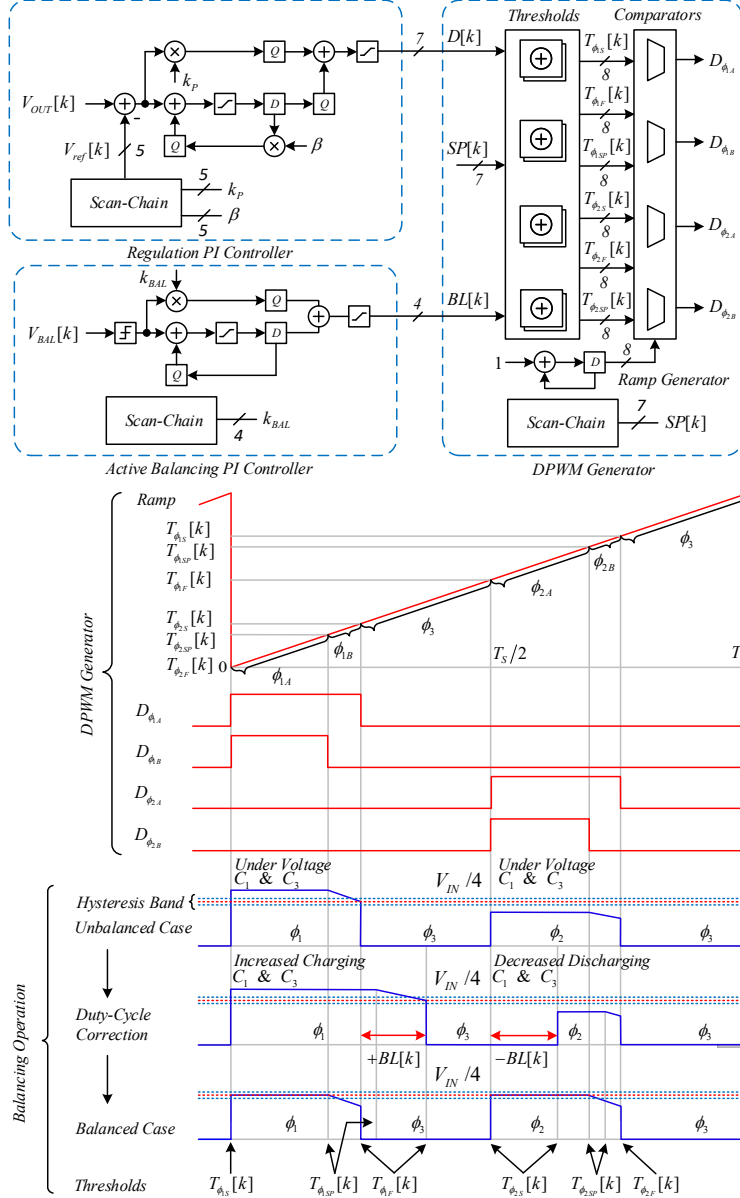 Thresholds Comparators
k_P
Q
7
D[k]
V_OUT[k]
-
D
Q
Q
β
V_ref[k]
5
Scan-Chain
5
k_P
5
β
Regulation PI Controller
SP[k]
7
T_ϕ1S[k]
8
T_ϕ1F[k]
8
T_ϕ1SP[k]
8
T_ϕ2S[k]
8
T_ϕ2F[k]
8
T_ϕ2SP[k]
8
D_ϕ1A
D_ϕ1B
D_ϕ2A
D_ϕ2B
k_BAL
Q
4
BL[k]
V_BAL[k]
D
Q
Scan-Chain
4
k_BAL
Active Balancing PI Controller
1
D
8
Ramp Generator
Scan-Chain
7
SP[k]
DPWM Generator
DPWM Generator
Ramp
T_ϕ1S[k]
T_ϕ1SP[k]
T_ϕ1F[k]
T_ϕ2S[k]
T_ϕ2SP[k]
T_ϕ2F[k] 0
ϕ1A
ϕ1B
ϕ3
ϕ2A
ϕ2B
ϕ3
T_S/2
T
D_ϕ1A
D_ϕ1B
D_ϕ2A
D_ϕ2B
Balancing Operation
Under Voltage
C1 & C3
V_IN/4
Under Voltage
C1 & C3
Hysteresis Band
Unbalanced Case
ϕ1
ϕ3
ϕ2
ϕ3
Increased Charging
C1 & C3
V_IN/4
Decreased Discharging
C1 & C3
Duty-Cycle
Correction
ϕ1
ϕ3
ϕ2
ϕ3
+BL[k]
-BL[k]
V_IN/4
Balanced Case
ϕ1
ϕ3
ϕ2
ϕ3
Thresholds
T_ϕ1S[k]
T_ϕ1SP[k]
T_ϕ1F[k]
T_ϕ2S[k]
T_ϕ2SP[k]
T_ϕ2F[k]